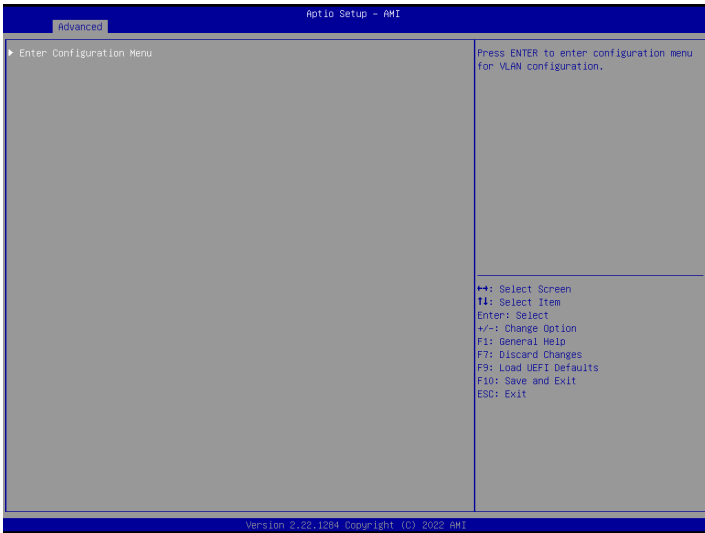 Aptio Setup – AMI
Advanced
▶ Enter Configuration Menu
Press ENTER to enter configuration menu
for VLAN configuration.
↔: Select Screen
↑↓: Select Item
Enter: Select
+/-: Change Option
F1: General Help
F7: Discard Changes
F9: Load UEFI Defaults
F10: Save and Exit
ESC: Exit
Version 2.22.1284 Copyright (C) 2022 AMI